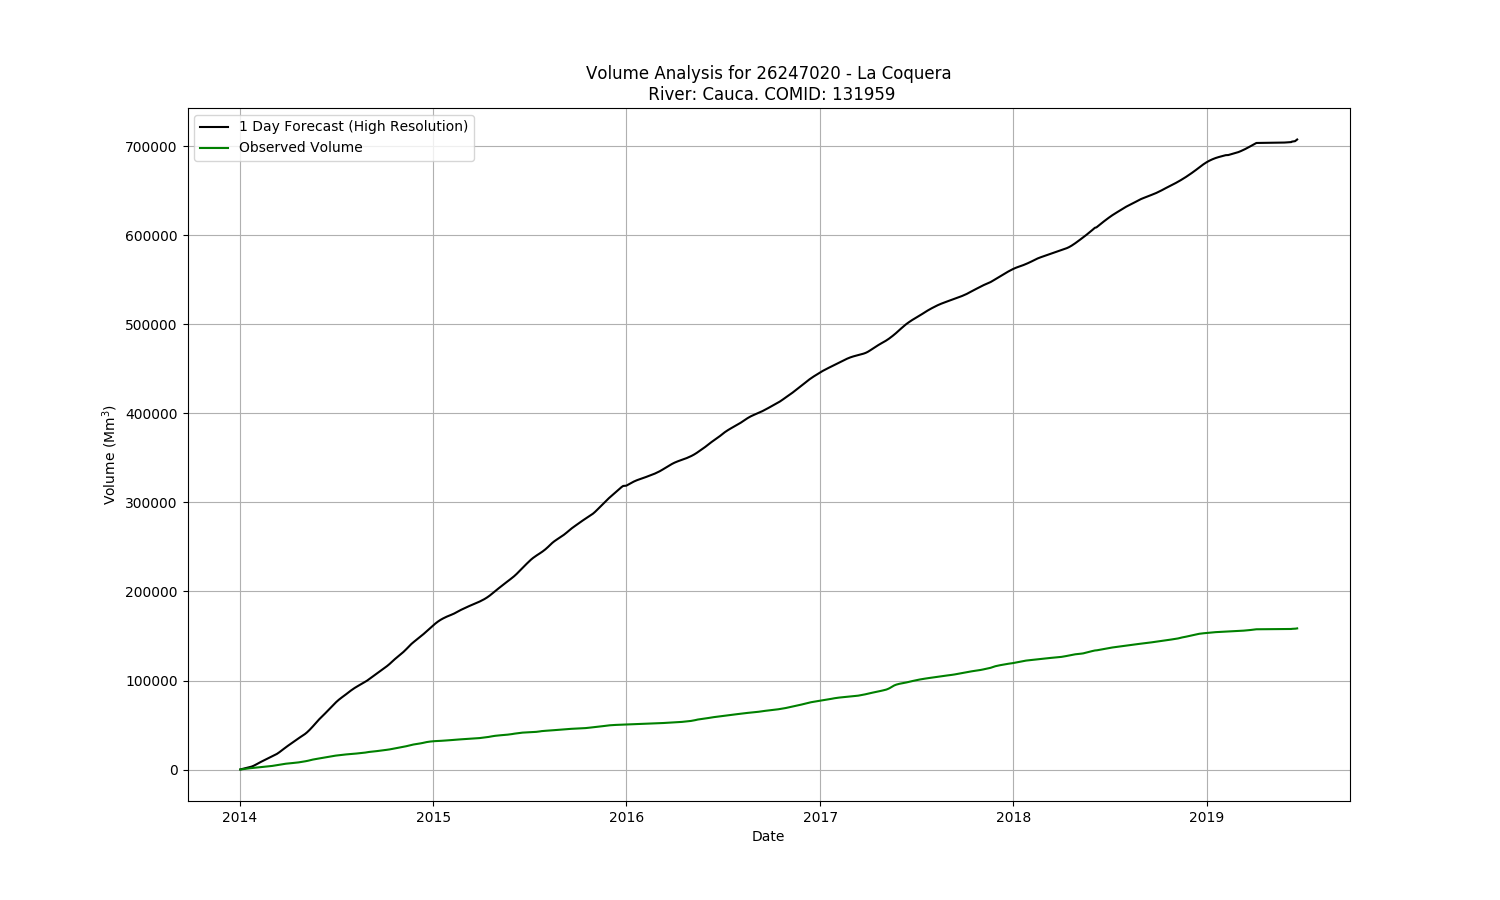 Volume Analysis for 26247020 - La Coquera
River: Cauca. COMID: 131959
1 Day Forecast (High Resolution)
Observed Volume
700000
600000
500000
400000
300000
200000
100000
0
Volume (Mm³)
2014 2015 2016 2017 2018 2019
Date